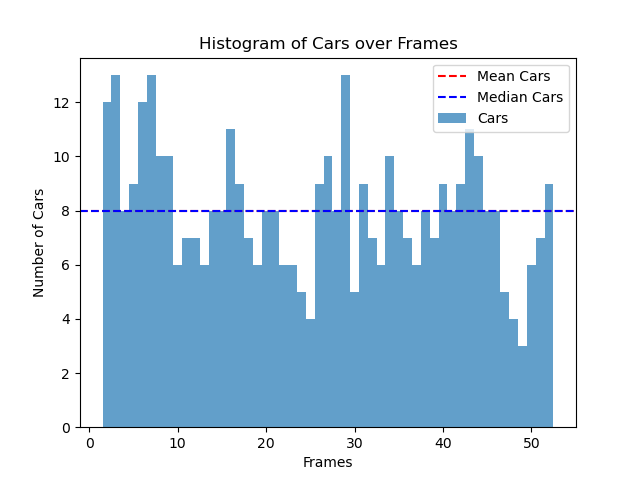 Histogram of Cars over Frames
Mean Cars
Median Cars
Cars
Number of Cars
12
10
8
6
4
2
0
0 10 20 30 40 50
Frames